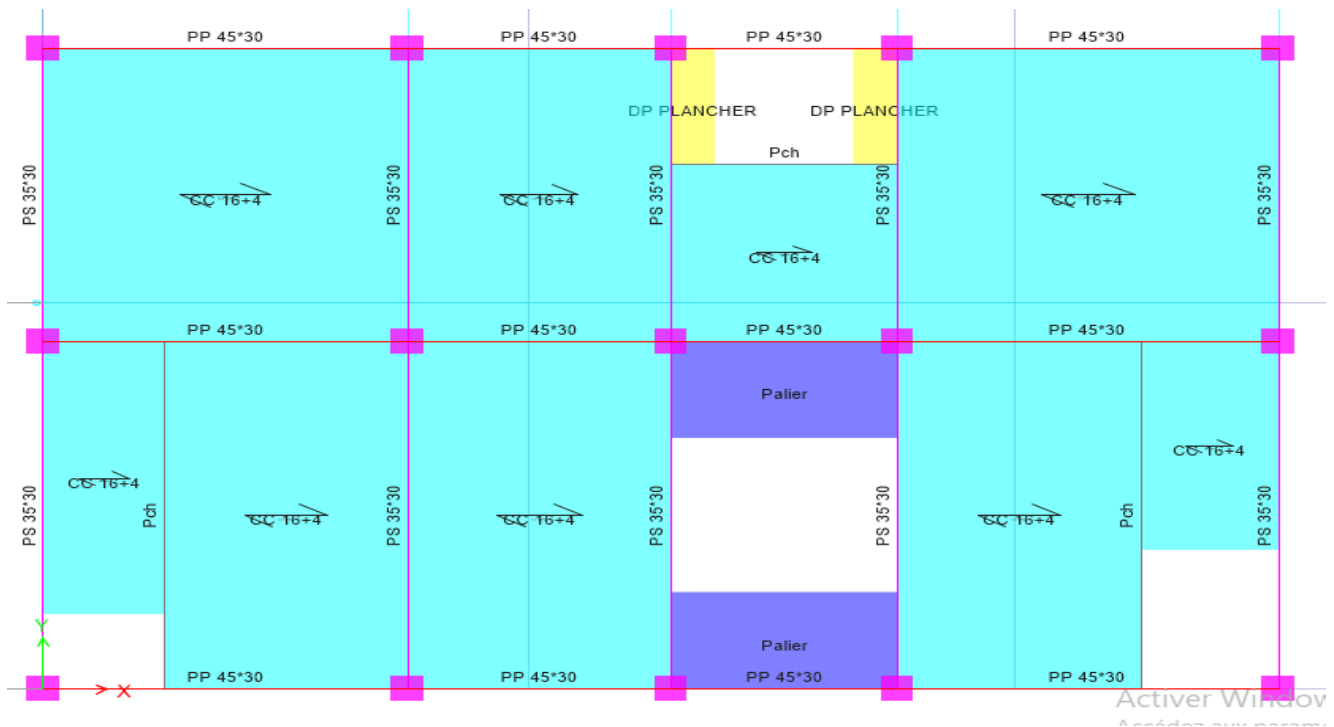 PP 45*30 PP 45*30 PP 45*30 PP 45*30
DP PLANCHER DP PLANCHER
Pch
PS 35*30 PS 35*30 PS 35*30 PS 35*30 PS 35*30
CC 16+4 CC 16+4 CC 16+4
CC 16+4
PP 45*30 PP 45*30 PP 45*30 PP 45*30
Palier
CC 16+4
CC 16+4
PS 35*30 Pch PS 35*30 PS 35*30 PS 35*30 Pch PS 35*30
CC 16+4 CC 16+4 CC 16+4
Y
Palier
PP 45*30 PP 45*30 PP 45*30 PP 45*30
X
Activer Window